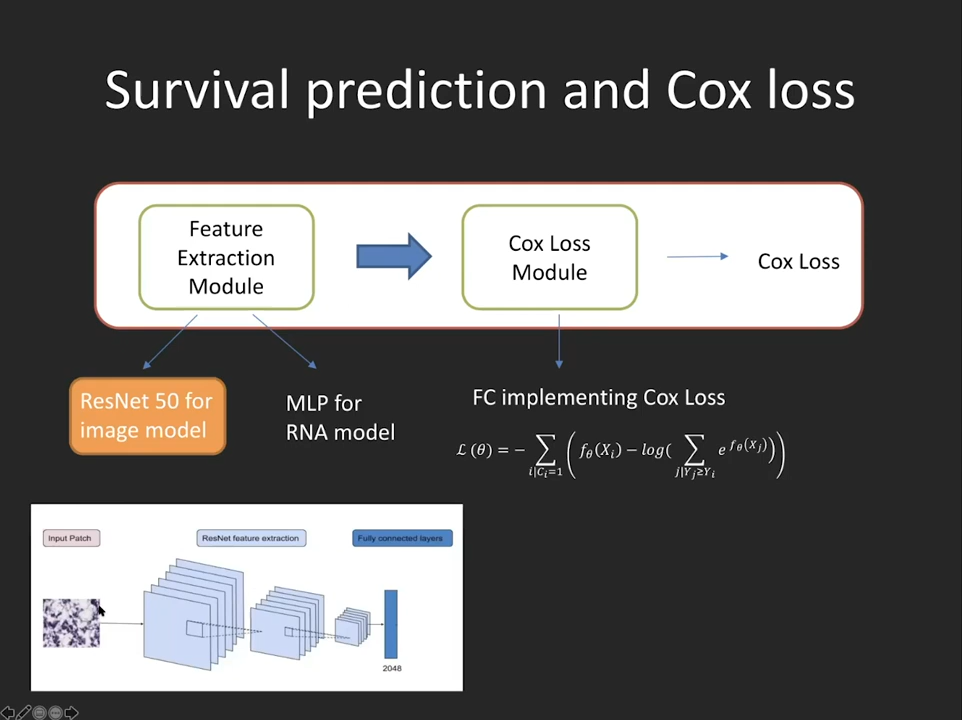 Survival prediction and Cox loss
Feature
Extraction
Module
Cox Loss
Module
Cox Loss
ResNet 50 for
image model
MLP for
RNA model
FC implementing Cox Loss
ℒ (θ) = − ∑_{i|C_i=1} ( f_θ(X_i) − log( ∑_{j|Y_j≥Y_i} e^{f_θ(X_j)} ) )
Input Patch
ResNet feature extraction
Fully connected layers
2048